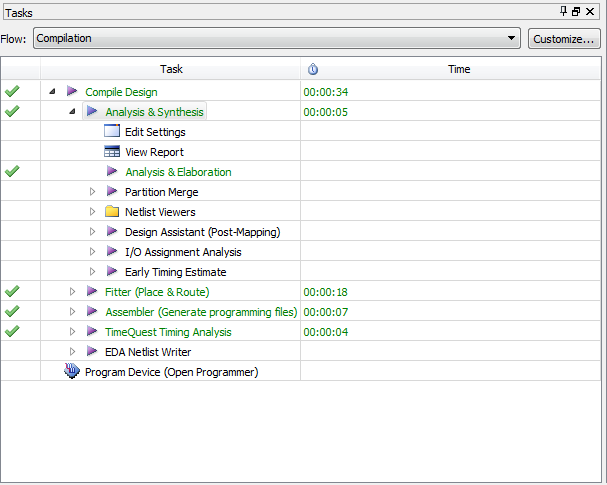 Tasks
Flow: Compilation Customize...
Task Time
Compile Design 00:00:34
Analysis & Synthesis 00:00:05
Edit Settings
View Report
Analysis & Elaboration
Partition Merge
Netlist Viewers
Design Assistant (Post-Mapping)
I/O Assignment Analysis
Early Timing Estimate
Fitter (Place & Route) 00:00:18
Assembler (Generate programming files) 00:00:07
TimeQuest Timing Analysis 00:00:04
EDA Netlist Writer
Program Device (Open Programmer)